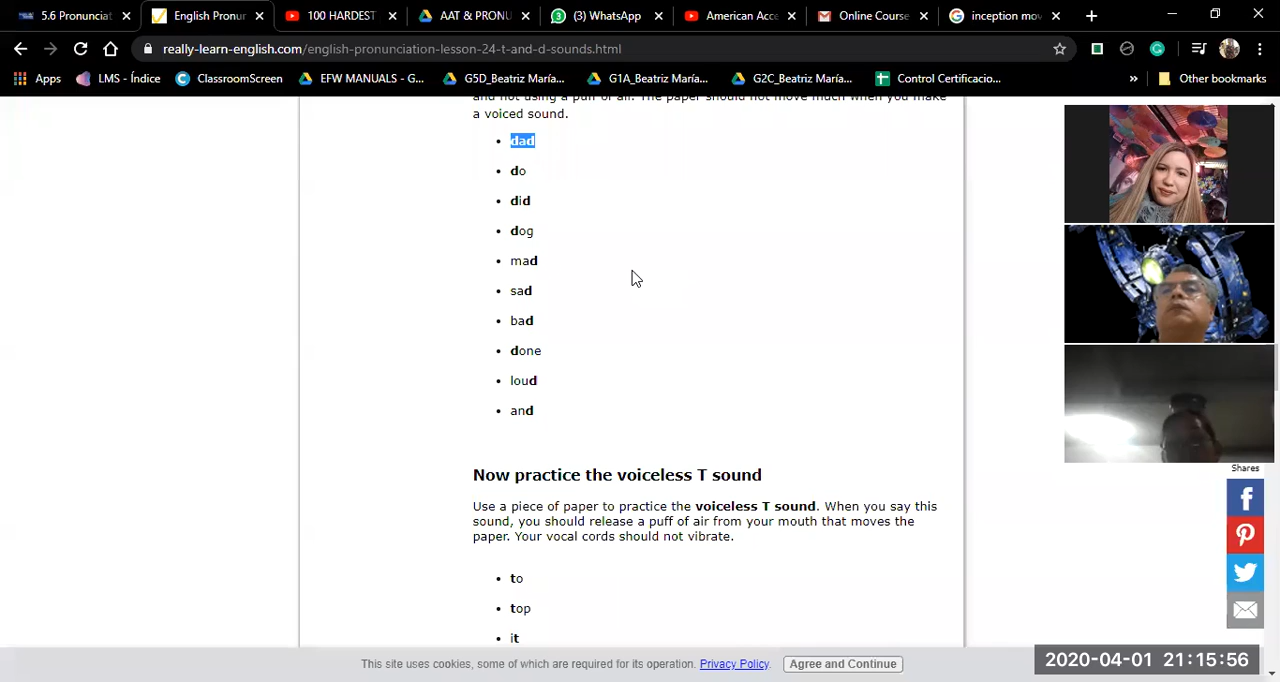 5.6 Pronunciat
English Pronun
100 HARDEST
AAT & PRONU
(3) WhatsApp
American Acce
Online Course
inception mov
really-learn-english.com/english-pronunciation-lesson-24-t-and-d-sounds.html
Apps
LMS - Índice
ClassroomScreen
EFW MANUALS - G...
G5D_Beatriz María...
G1A_Beatriz María...
G2C_Beatriz María...
Control Certificacio...
»
Other bookmarks
and not using a puff of air. The paper should not move much when you make
a voiced sound.
• dad
• do
• did
• dog
• mad
• sad
• bad
• done
• loud
• and
Now practice the voiceless T sound
Use a piece of paper to practice the voiceless T sound. When you say this
sound, you should release a puff of air from your mouth that moves the
paper. Your vocal cords should not vibrate.
• to
• top
• it
Shares
This site uses cookies, some of which are required for its operation. Privacy Policy.
Agree and Continue
2020-04-01 21:15:56